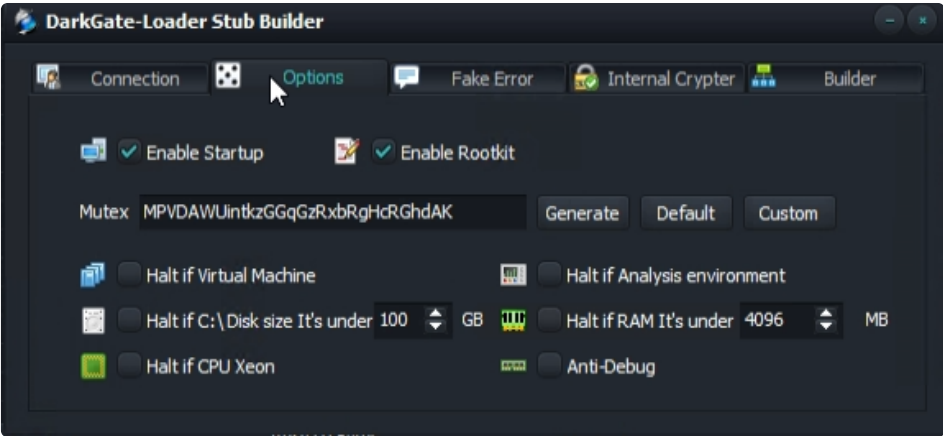 DarkGate-Loader Stub Builder
Connection Options Fake Error Internal Crypter Builder
Enable Startup Enable Rootkit
Mutex MPVDAWUintkzGGqGzRxbRgHcRGhdAK Generate Default Custom
Halt if Virtual Machine Halt if Analysis environment
Halt if C:\Disk size It's under 100 GB Halt if RAM It's under 4096 MB
Halt if CPU Xeon Anti-Debug